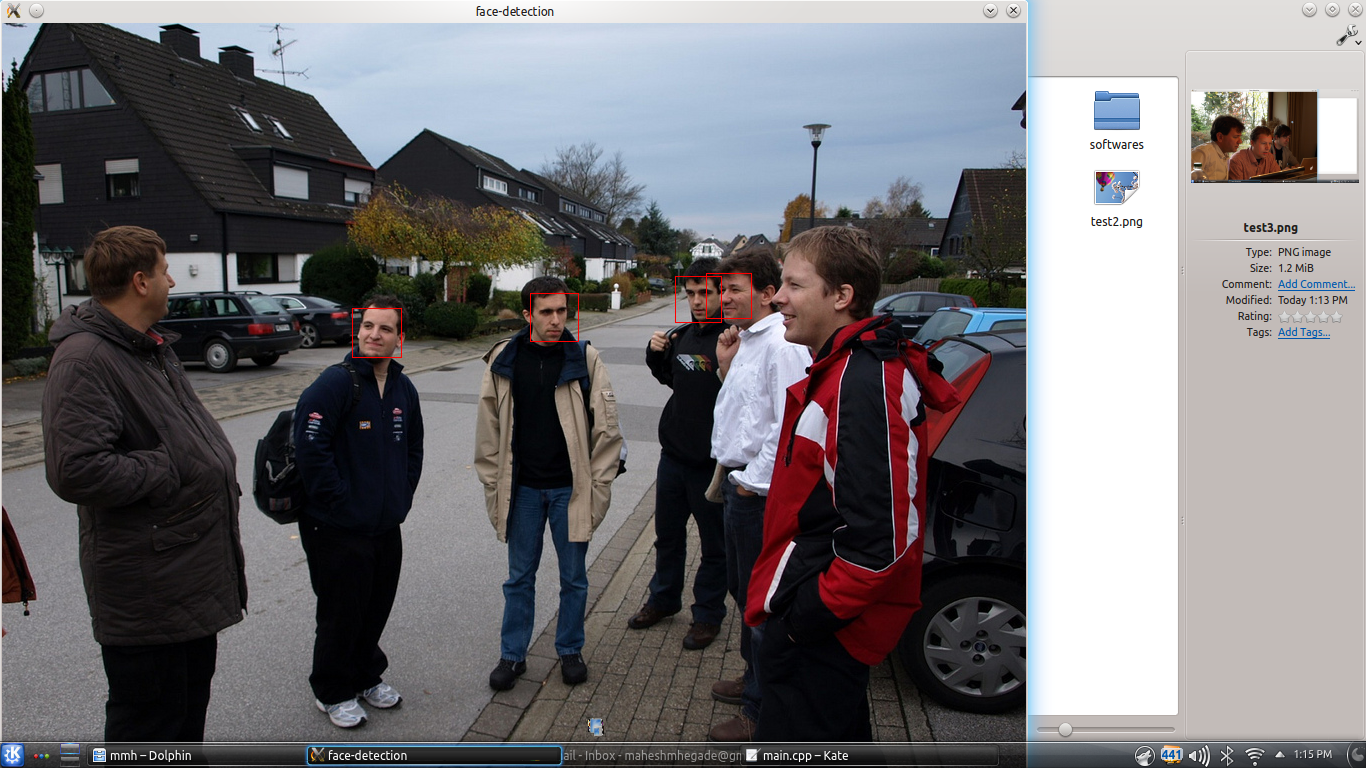 face-detection
softwares
test2.png
test3.png
Type: PNG image
Size: 1.2 MiB
Comment: Add Comment...
Modified: Today 1:13 PM
Rating:
Tags: Add Tags...
mmh – Dolphin
face-detection
ail - Inbox - maheshmhegade@gm
main.cpp – Kate
441
1:15 PM